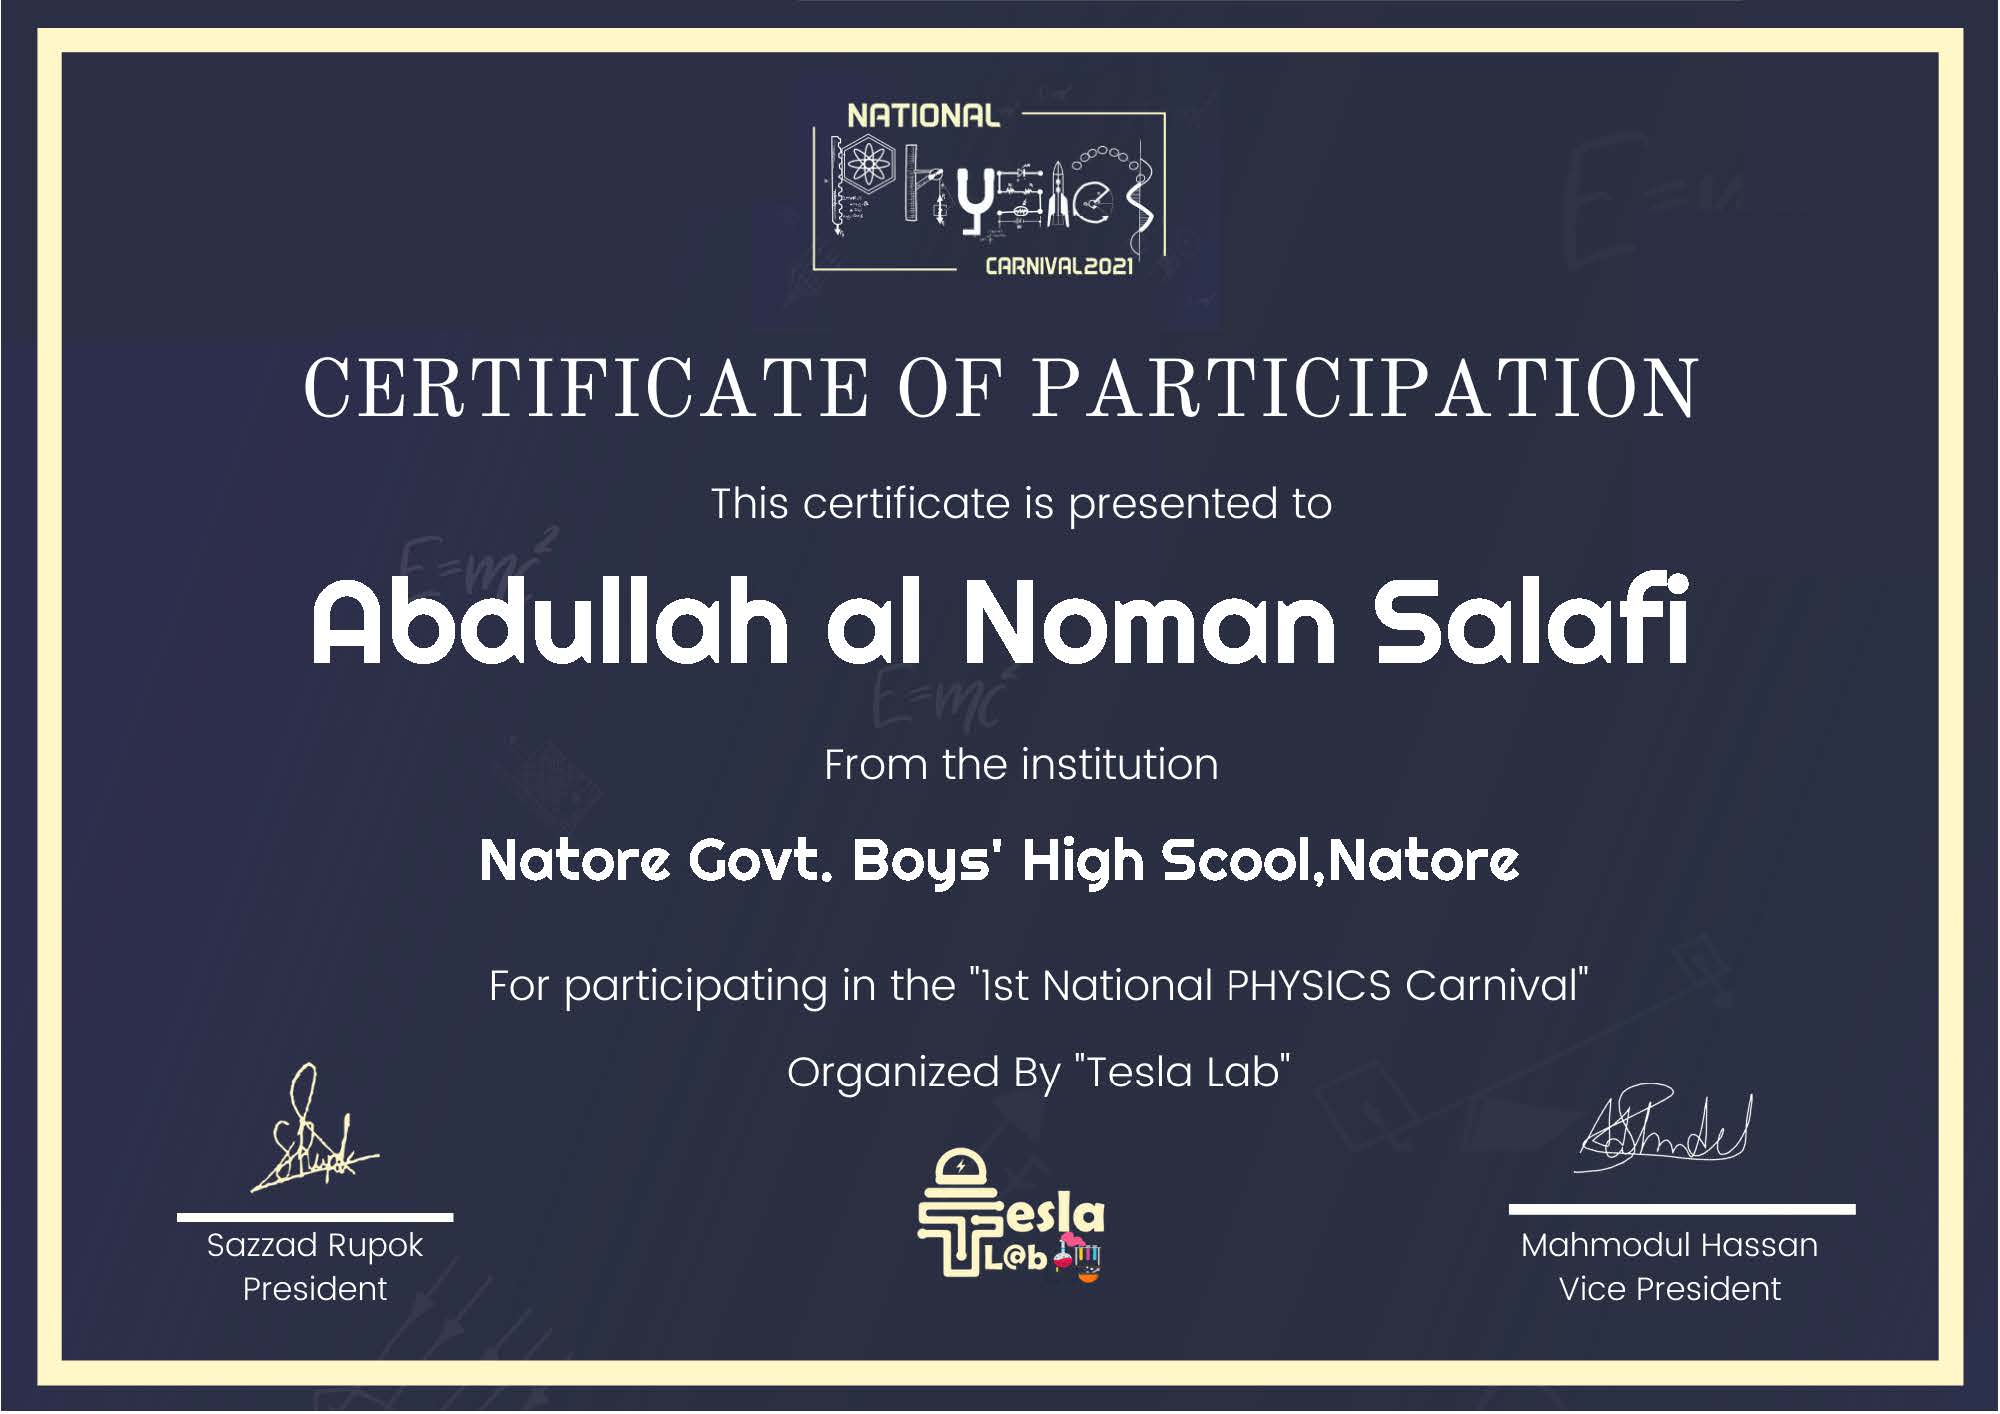 NATIONAL
Physics
CARNIVAL2021
CERTIFICATE OF PARTICIPATION
This certificate is presented to
E=mc²
Abdullah al Noman Salafi
E=mc²
From the institution
Natore Govt. Boys' High Scool,Natore
For participating in the "1st National PHYSICS Carnival"
Organized By "Tesla Lab"
Tesla
L@b
Sazzad Rupok
President
Mahmodul Hassan
Vice President